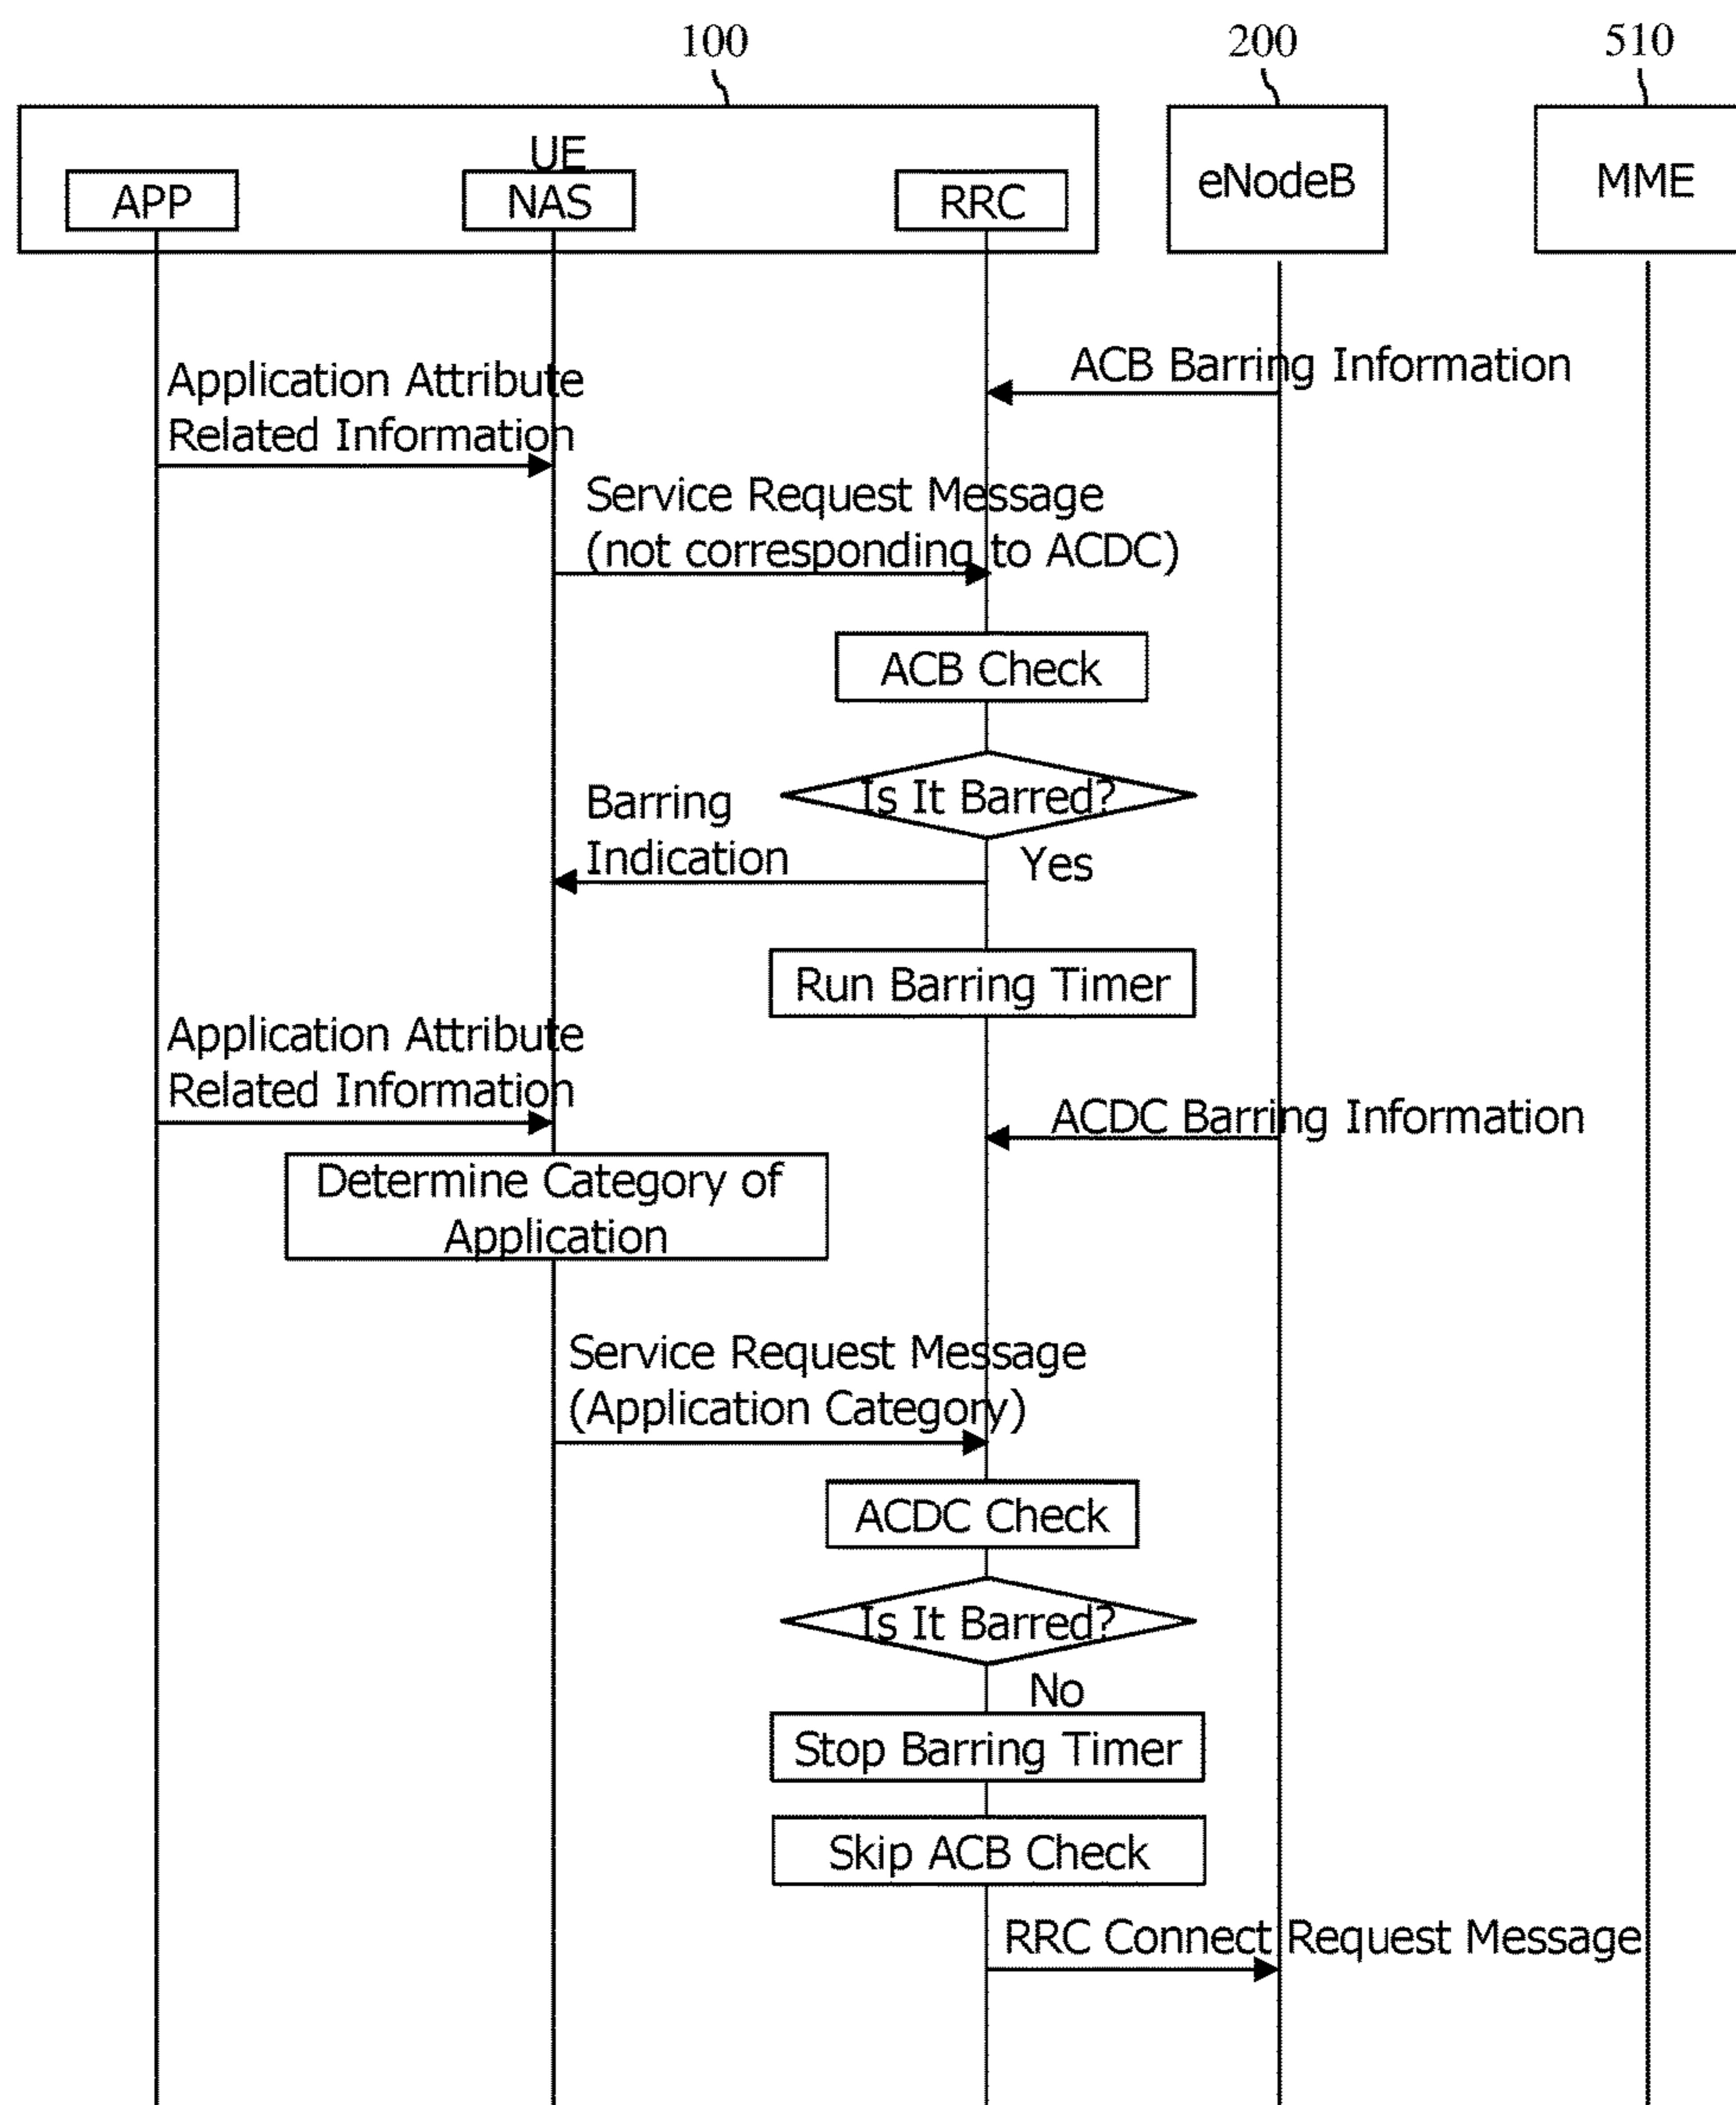 100
200
510
UE
APP
NAS
RRC
eNodeB
MME
ACB Barring Information
Application Attribute
Related Information
Service Request Message
(not corresponding to ACDC)
ACB Check
Is It Barred?
Barring
Indication
Yes
Run Barring Timer
Application Attribute
Related Information
ACDC Barring Information
Determine Category of
Application
Service Request Message
(Application Category)
ACDC Check
Is It Barred?
No
Stop Barring Timer
Skip ACB Check
RRC Connect Request Message